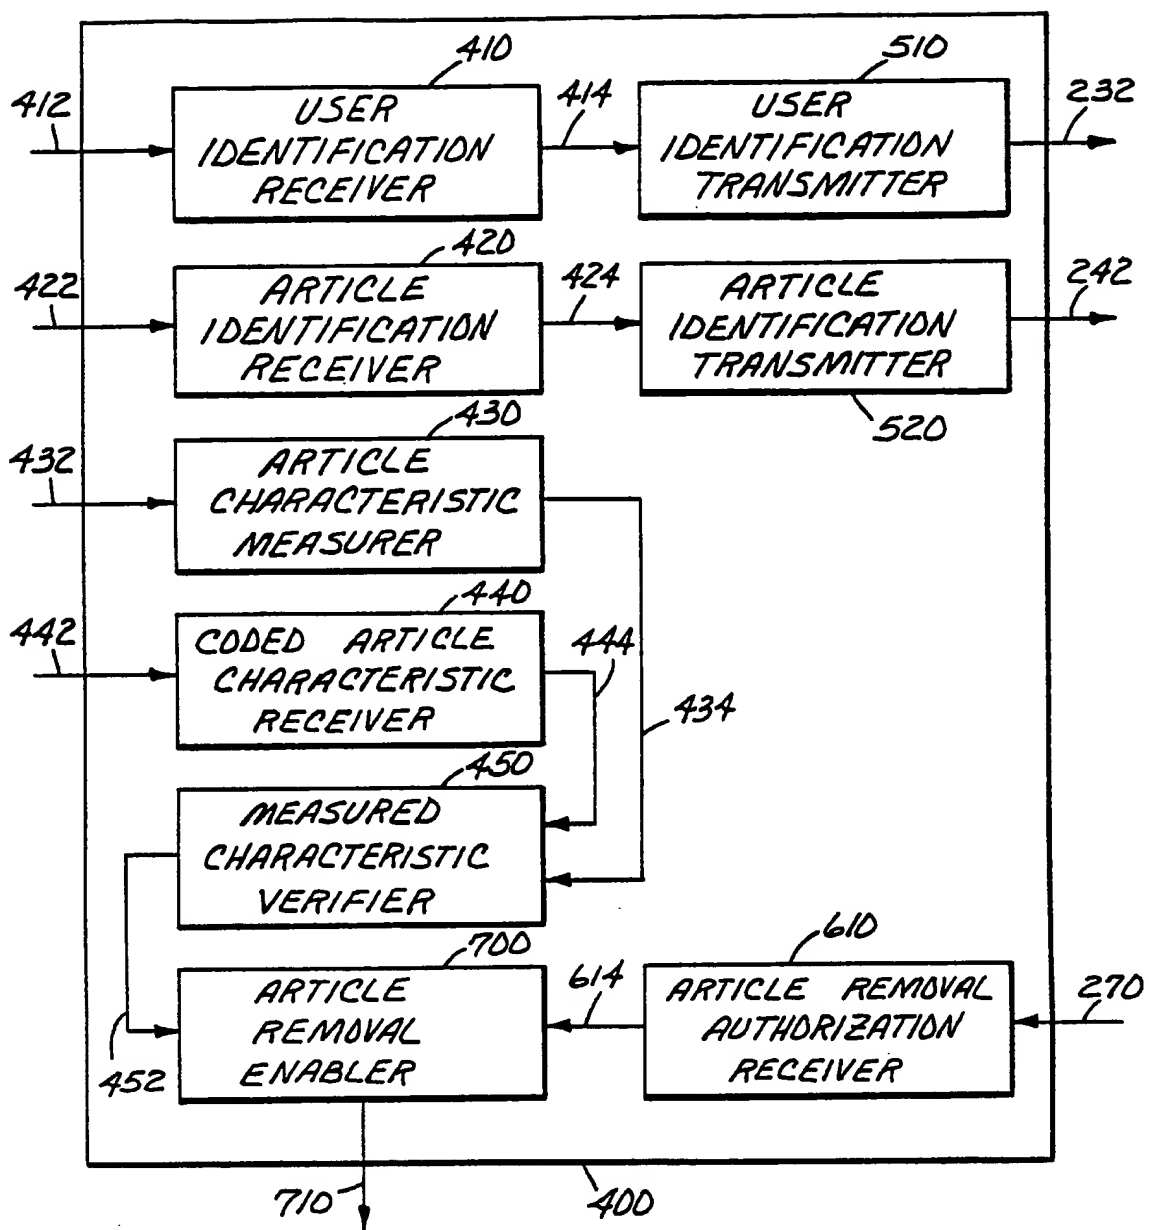 410
510
412
USER
IDENTIFICATION
RECEIVER
414
USER
IDENTIFICATION
TRANSMITTER
232
420
422
ARTICLE
IDENTIFICATION
RECEIVER
424
ARTICLE
IDENTIFICATION
TRANSMITTER
242
520
430
432
ARTICLE
CHARACTERISTIC
MEASURER
440
442
CODED ARTICLE
CHARACTERISTIC
RECEIVER
444
434
450
MEASURED
CHARACTERISTIC
VERIFIER
700
610
ARTICLE
REMOVAL
ENABLER
614
ARTICLE REMOVAL
AUTHORIZATION
RECEIVER
270
452
710
400